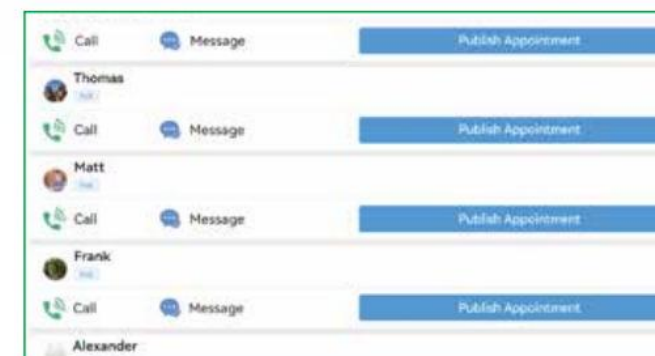 Call Message Publish Appointment
Thomas
Call Message Publish Appointment
Matt
Call Message Publish Appointment
Frank
Call Message Publish Appointment
Alexander